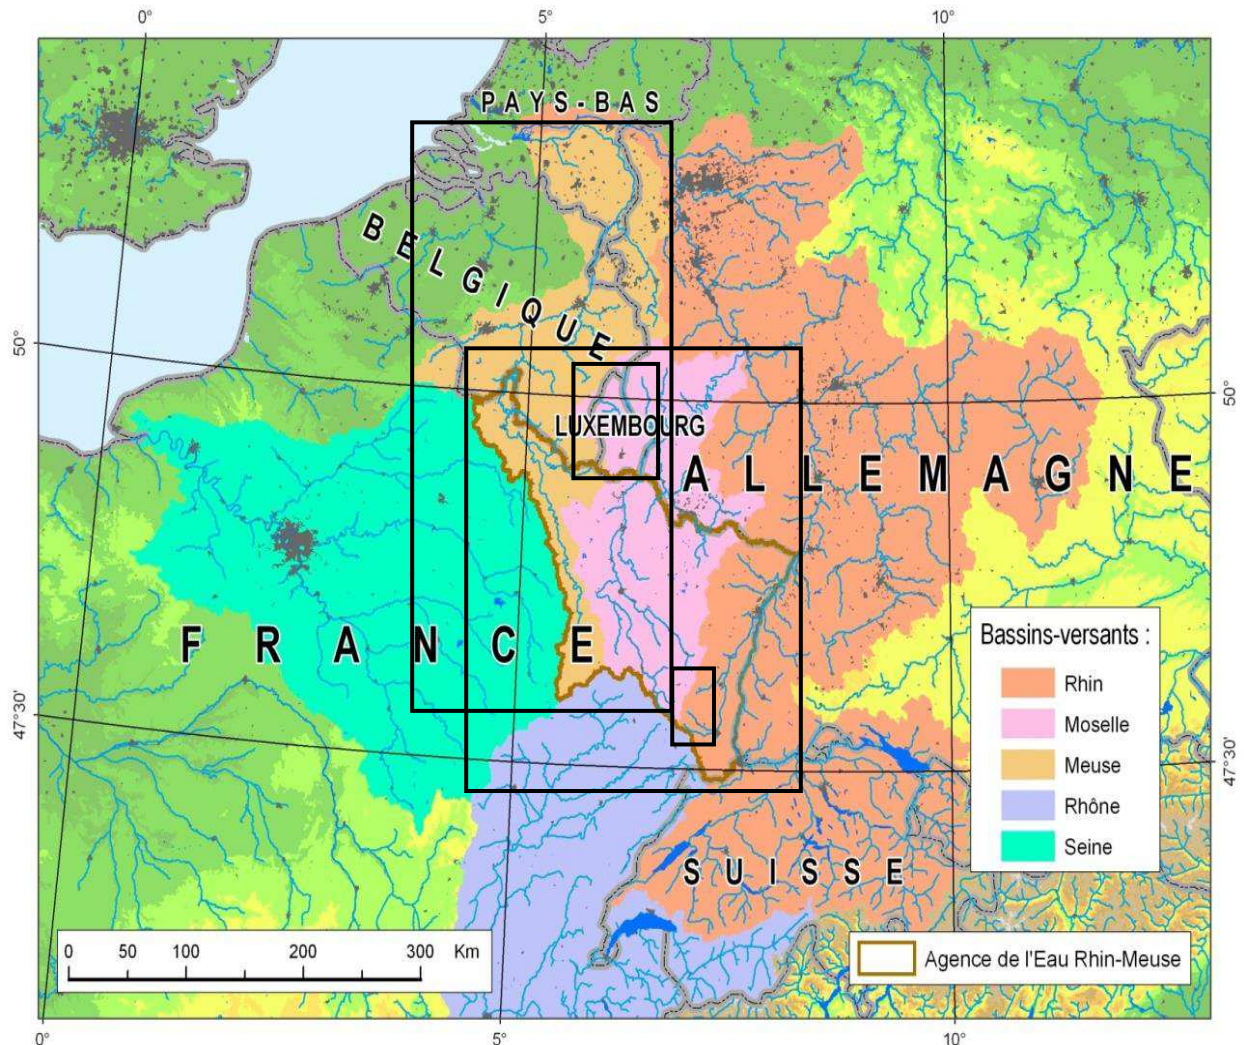 0° 5° 10°
PAYS-BAS
BELGIQUE
50°
50°
LUXEMBOURG
ALLEMAGNE
FRANCE
Bassins-versants :
Rhin
Moselle
Meuse
Rhône
Seine
47°30'
47°30'
SUISSE
0 50 100 200 300 Km
Agence de l'Eau Rhin-Meuse
0° 5° 10°